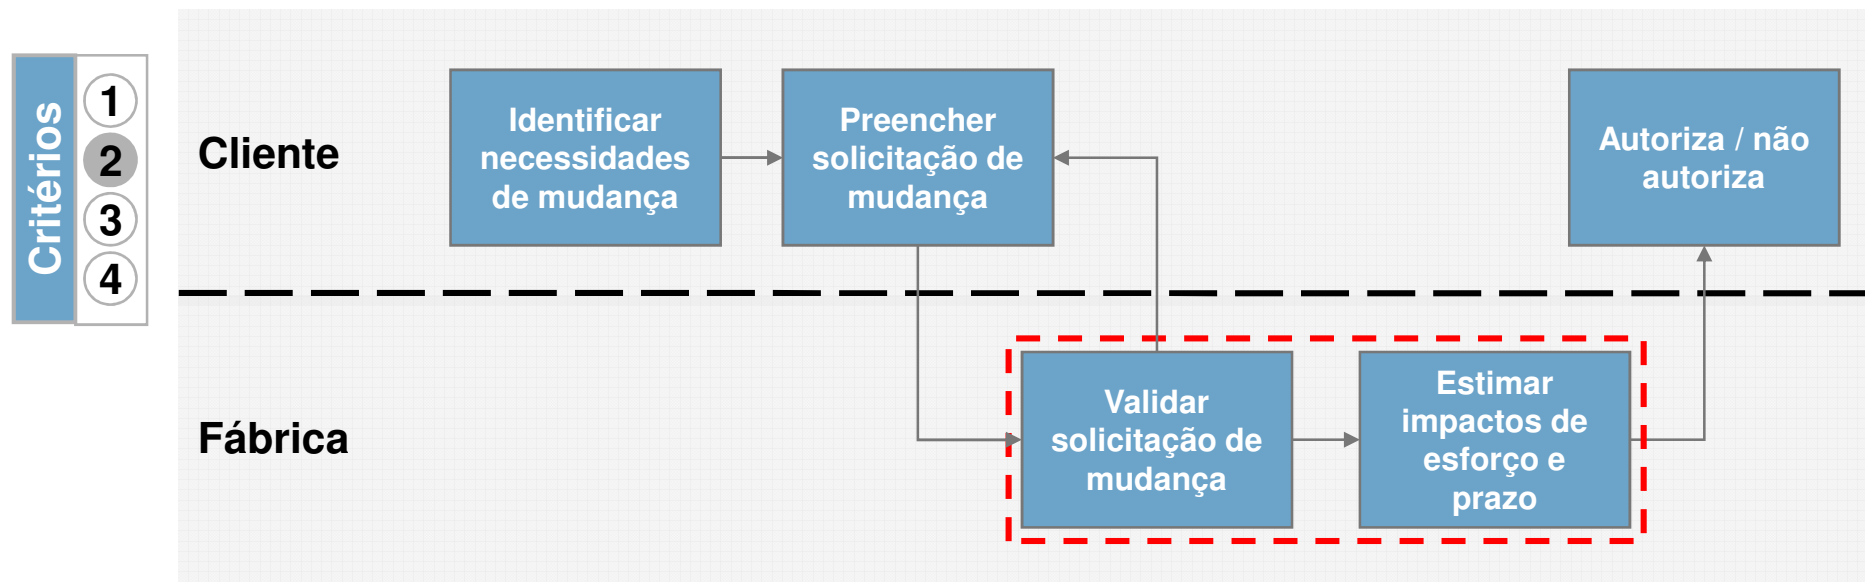 Critérios
1
2
3
4
Cliente
Identificar
necessidades
de mudança
Preencher
solicitação de
mudança
Autoriza / não
autoriza
Fábrica
Validar
solicitação de
mudança
Estimar
impactos de
esforço e
prazo